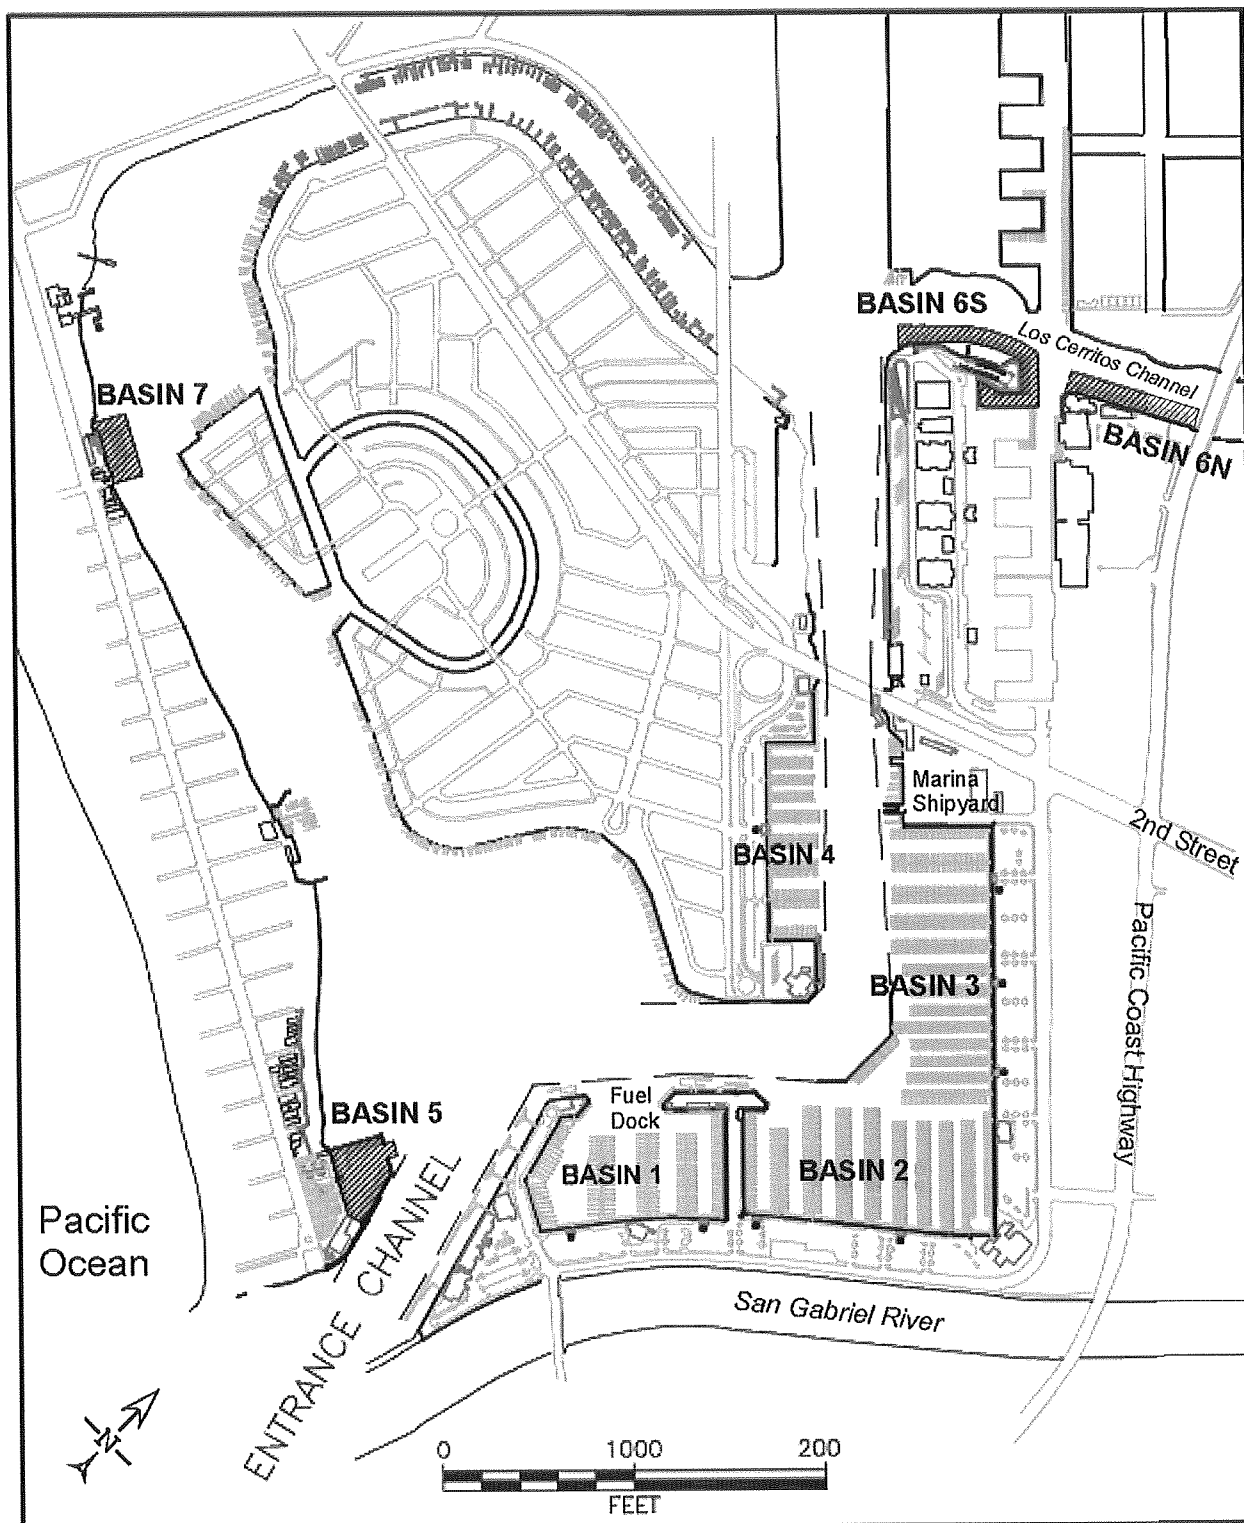 BASIN 6S
Los Cerritos Channel
BASIN 7
BASIN 6N
Marina
Shipyard
2nd Street
BASIN 4
Pacific Coast Highway
BASIN 3
Fuel
Dock
BASIN 5
BASIN 1
BASIN 2
ENTRANCE CHANNEL
Pacific
Ocean
San Gabriel River
N
0 1000 200
FEET